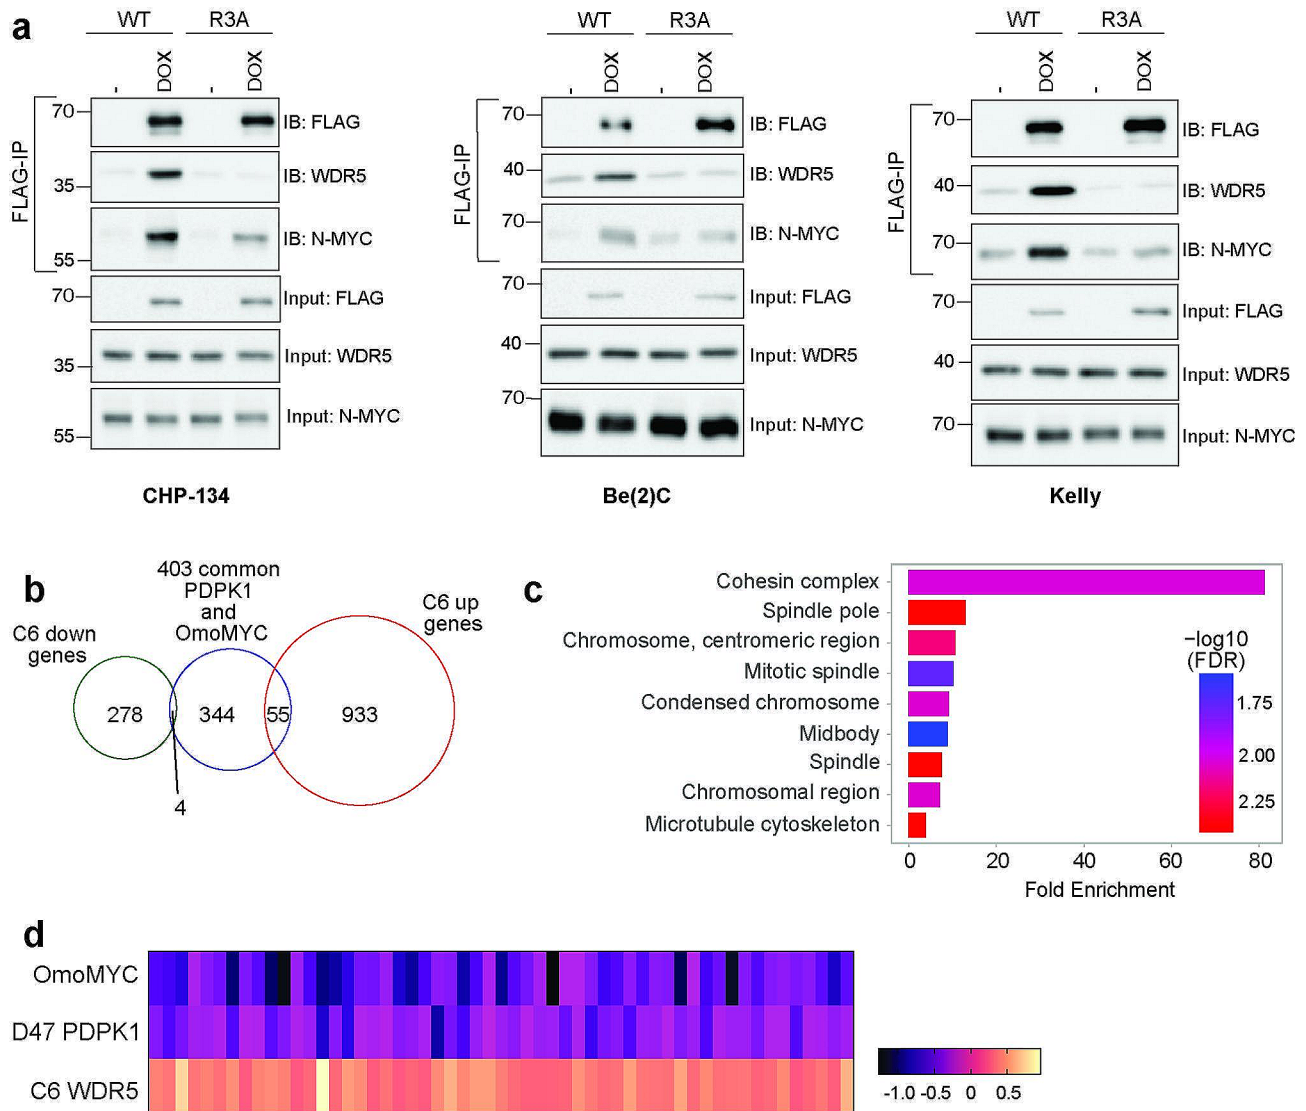 a
WT R3A
- DOX - DOX
FLAG-IP
70
IB: FLAG
35
IB: WDR5
55
IB: N-MYC
70
Input: FLAG
35
Input: WDR5
55
Input: N-MYC
CHP-134
WT R3A
- DOX - DOX
FLAG-IP
70
IB: FLAG
40
IB: WDR5
70
IB: N-MYC
70
Input: FLAG
40
Input: WDR5
70
Input: N-MYC
Be(2)C
WT R3A
- DOX - DOX
FLAG-IP
70
IB: FLAG
40
IB: WDR5
70
IB: N-MYC
70
Input: FLAG
40
Input: WDR5
70
Input: N-MYC
Kelly
b
403 common
PDPK1
and
OmoMYC
C6 down
genes
C6 up
genes
278 344 55 933
4
c
Cohesin complex
Spindle pole
Chromosome, centromeric region
Mitotic spindle
Condensed chromosome
Midbody
Spindle
Chromosomal region
Microtubule cytoskeleton
0 20 40 60 80
Fold Enrichment
−log10
(FDR)
1.75
2.00
2.25
d
OmoMYC
D47 PDPK1
C6 WDR5
-1.0 -0.5 0 0.5